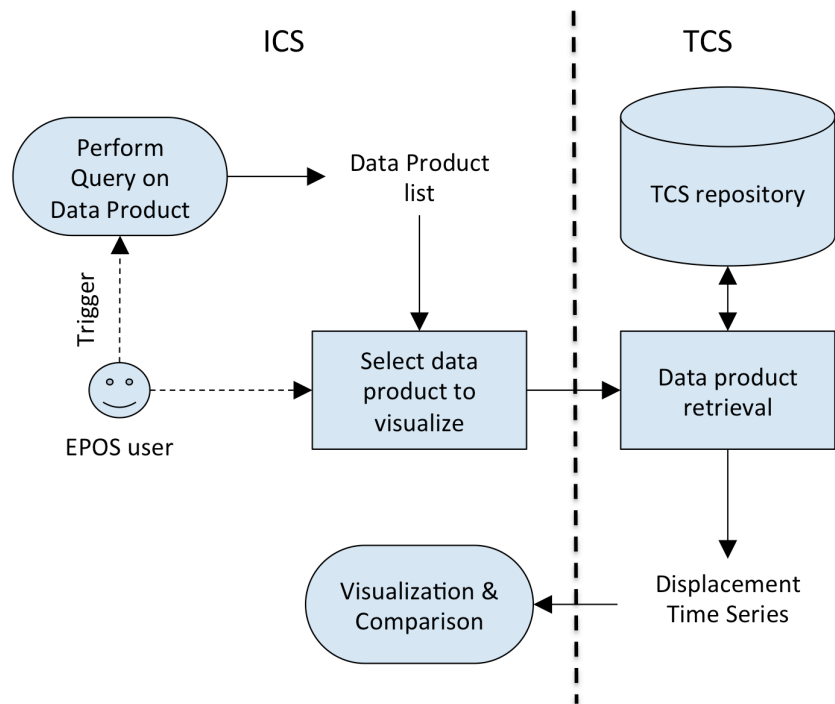 ICS
TCS
Perform
Query on
Data Product
Data Product
list
TCS repository
Trigger
EPOS user
Select data
product to
visualize
Data product
retrieval
Visualization &
Comparison
Displacement
Time Series